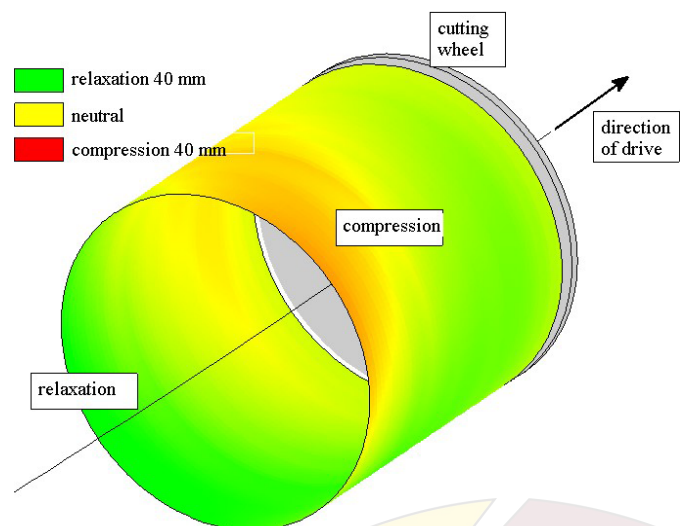 cutting
wheel
relaxation 40 mm
neutral
compression 40 mm
direction
of drive
compression
relaxation